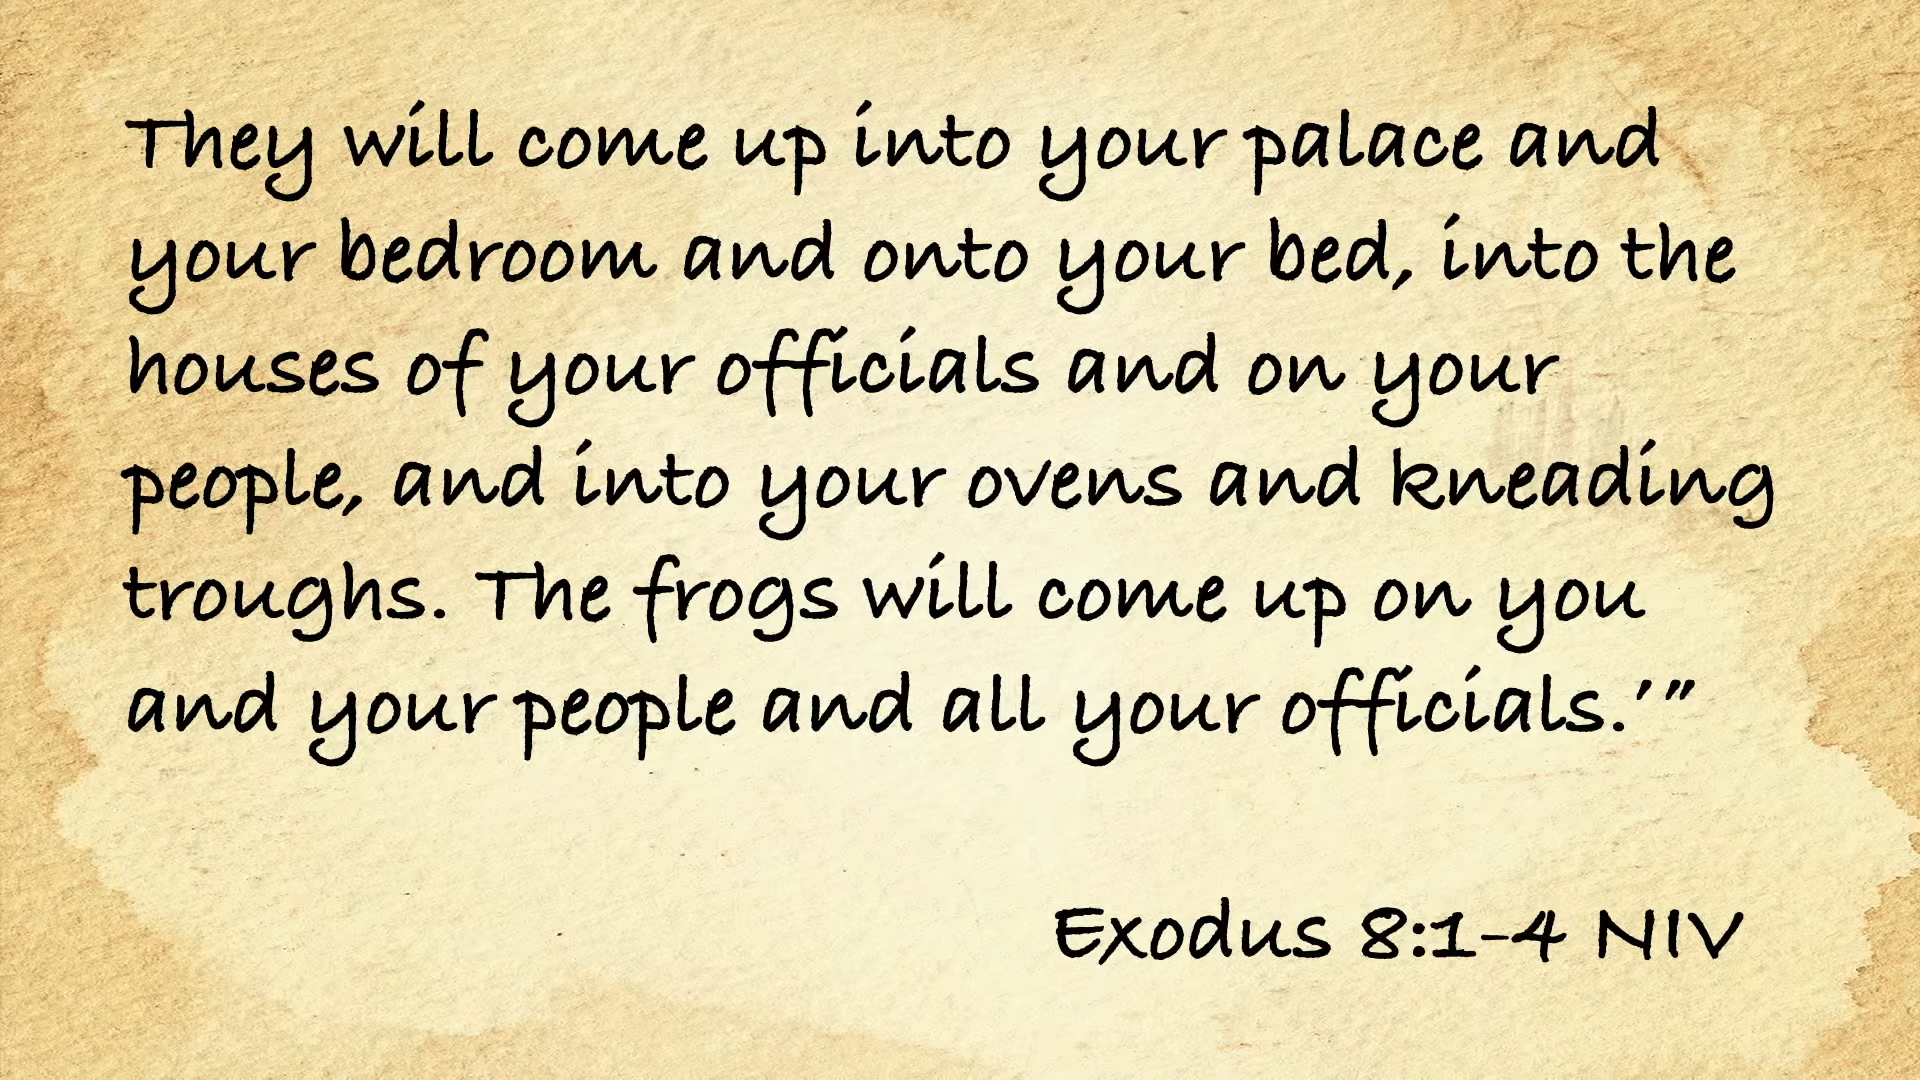 They will come up into your palace and
your bedroom and onto your bed, into the
houses of your officials and on your
people, and into your ovens and kneading
troughs. The frogs will come up on you
and your people and all your officials.’”
Exodus 8:1-4 NIV